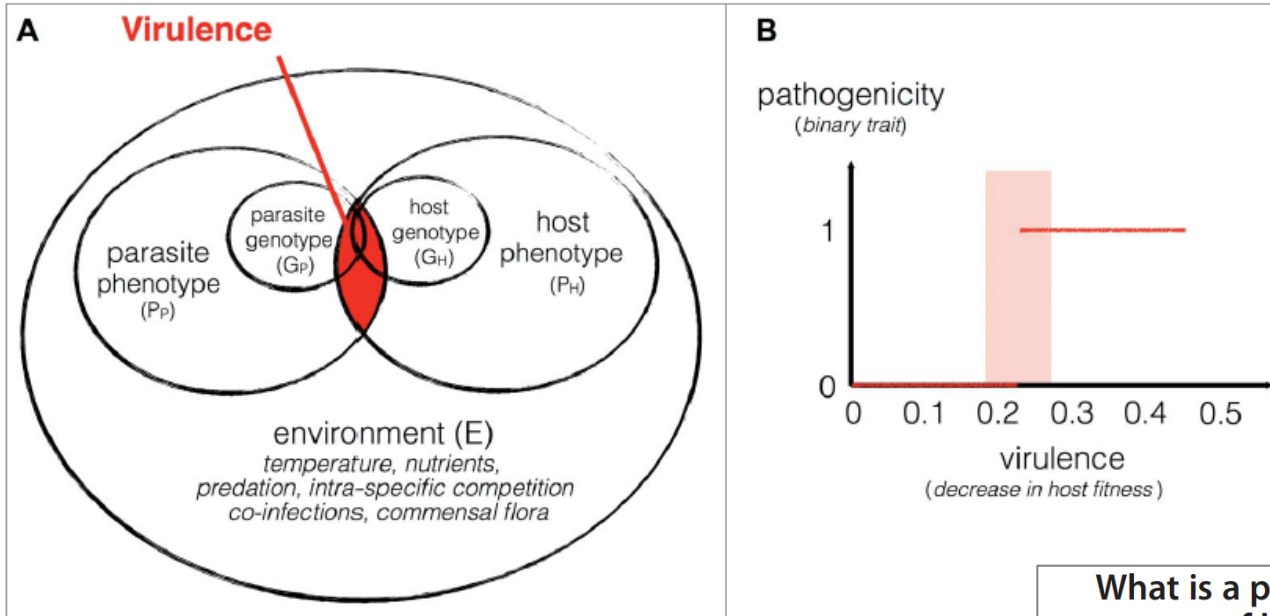 A
Virulence
parasite
phenotype
(PP)
parasite
genotype
(GP)
host
genotype
(GH)
host
phenotype
(PH)
environment (E)
temperature, nutrients,
predation, intra-specific competition
co-infections, commensal flora
B
pathogenicity
(binary trait)
1
0
0 0.1 0.2 0.3 0.4 0.5
virulence
(decrease in host fitness)
What is a p